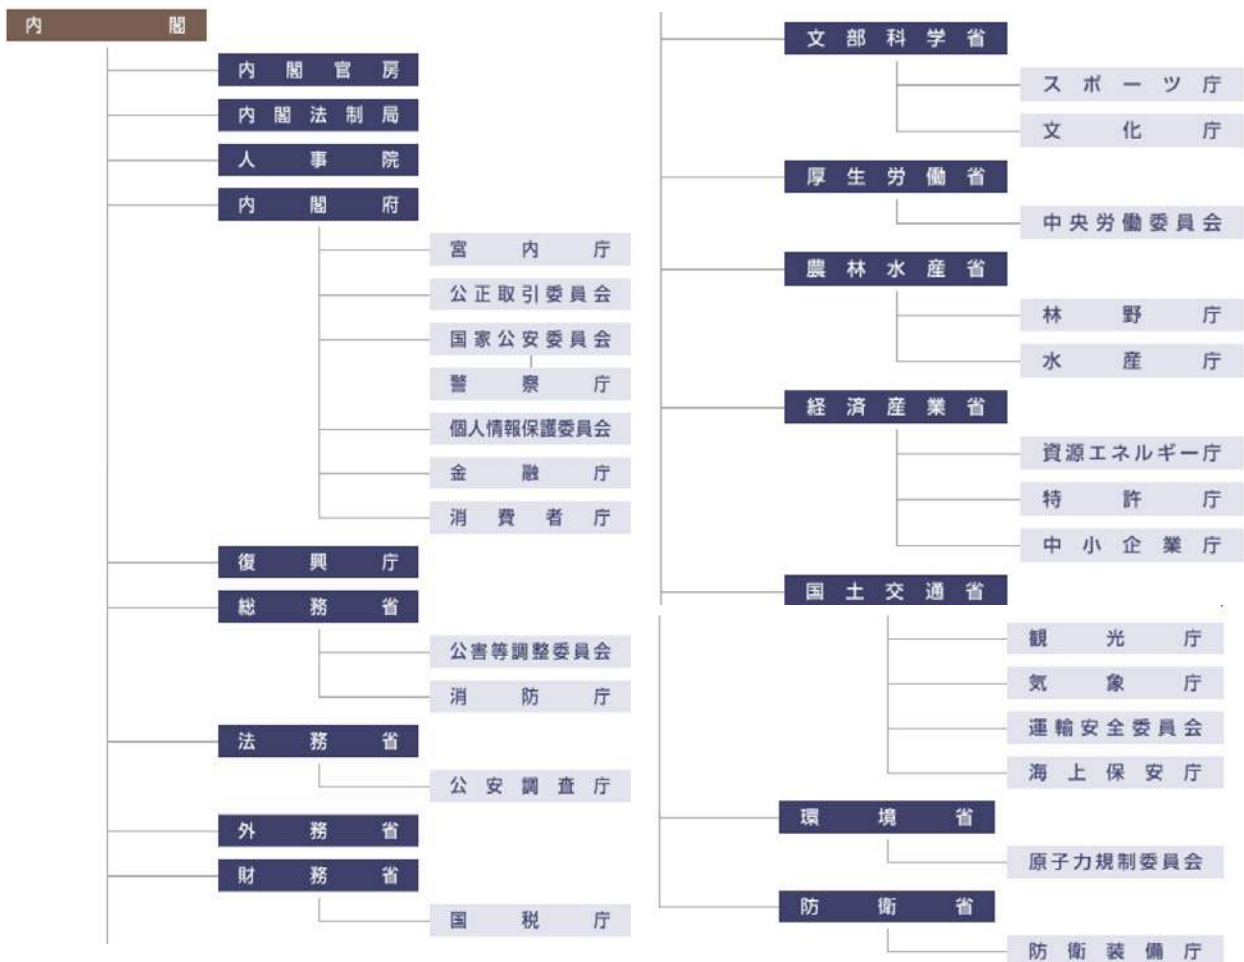 内閣
内閣官房
内閣法制局
人事院
内閣府
宮内庁
公正取引委員会
国家公安委員会
警察庁
個人情報保護委員会
金融庁
消費者庁
復興庁
総務省
公害等調整委員会
消防庁
法務省
公安調査庁
外務省
財務省
国税庁
文部科学省
スポーツ庁
文化庁
厚生労働省
中央労働委員会
農林水産省
林野庁
水産庁
経済産業省
資源エネルギー庁
特許庁
中小企業庁
国土交通省
観光庁
気象庁
運輸安全委員会
海上保安庁
環境省
原子力規制委員会
防衛省
防衛装備庁